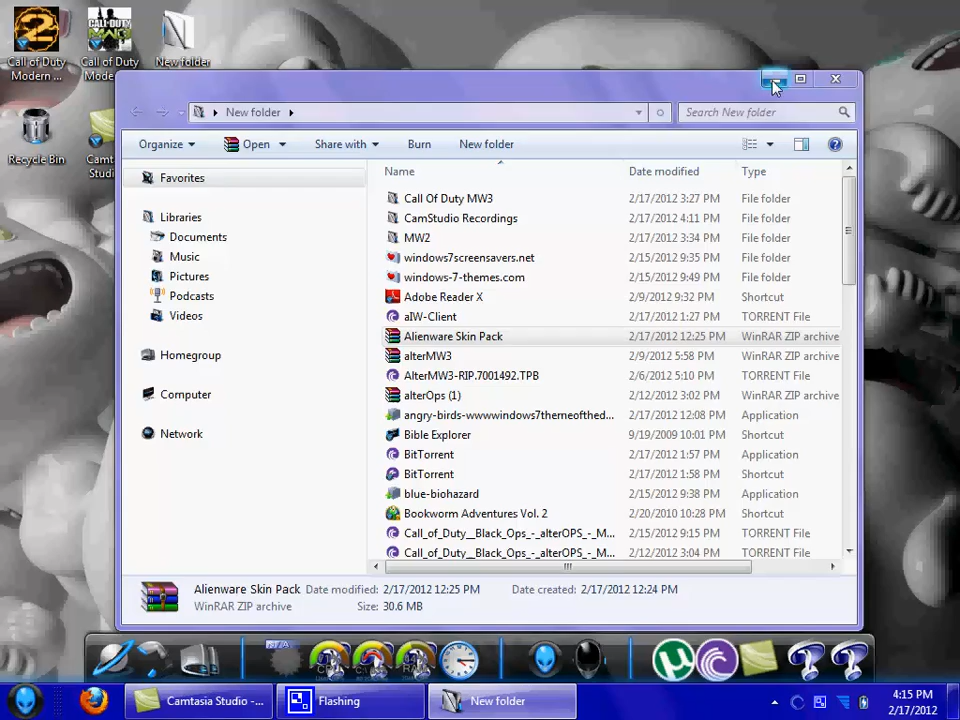 Call of Duty
Modern ...
Call of Duty
Mode
New folder
Recycle Bin
Camt
Studi
New folder
Search New folder
Organize
Open
Share with
Burn
New folder
Favorites
Libraries
Documents
Music
Pictures
Podcasts
Videos
Homegroup
Computer
Network
Name Date modified Type
Call Of Duty MW3 2/17/2012 3:27 PM File folder
CamStudio Recordings 2/17/2012 4:11 PM File folder
MW2 2/17/2012 3:34 PM File folder
windows7screensavers.net 2/15/2012 9:35 PM File folder
windows-7-themes.com 2/15/2012 9:49 PM File folder
Adobe Reader X 2/9/2012 9:32 PM Shortcut
aIW-Client 2/17/2012 1:27 PM TORRENT File
Alienware Skin Pack 2/17/2012 12:25 PM WinRAR ZIP archive
alterMW3 2/9/2012 5:58 PM WinRAR ZIP archive
AlterMW3-RIP.7001492.TPB 2/6/2012 5:10 PM TORRENT File
alterOps (1) 2/12/2012 3:02 PM WinRAR ZIP archive
angry-birds-wwwwindows7themeofthed... 2/17/2012 12:08 PM Application
Bible Explorer 9/19/2009 10:01 PM Shortcut
BitTorrent 2/17/2012 1:57 PM Application
BitTorrent 2/17/2012 1:58 PM Shortcut
blue-biohazard 2/15/2012 9:38 PM Application
Bookworm Adventures Vol. 2 2/20/2010 10:28 PM Shortcut
Call_of_Duty__Black_Ops_-_alterOPS_-_M... 2/15/2012 9:15 PM TORRENT File
Call_of_Duty__Black_Ops_-_alterOPS_-_M... 2/12/2012 3:04 PM TORRENT File
Alienware Skin Pack Date modified: 2/17/2012 12:25 PM Date created: 2/17/2012 12:24 PM
WinRAR ZIP archive Size: 30.6 MB
Camtasia Studio -...
Flashing
New folder
4:15 PM
2/17/2012